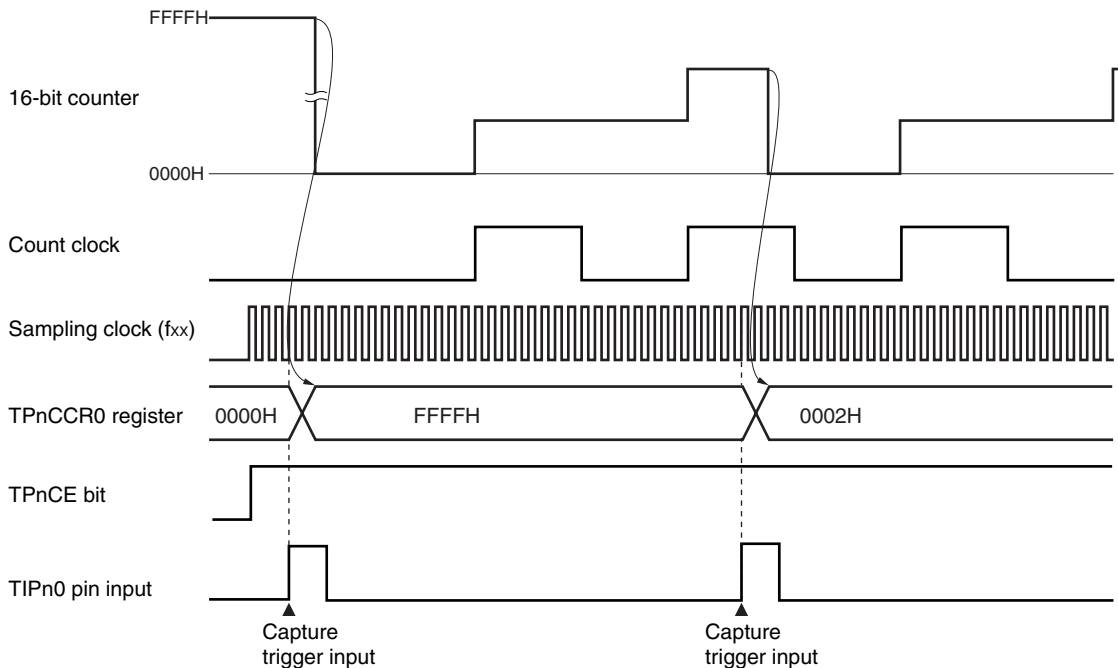 FFFFH
16-bit counter
0000H
Count clock
Sampling clock (fxx)
TPnCCR0 register
0000H
FFFFH
0002H
TPnCE bit
TIPn0 pin input
Capture
trigger input
Capture
trigger input